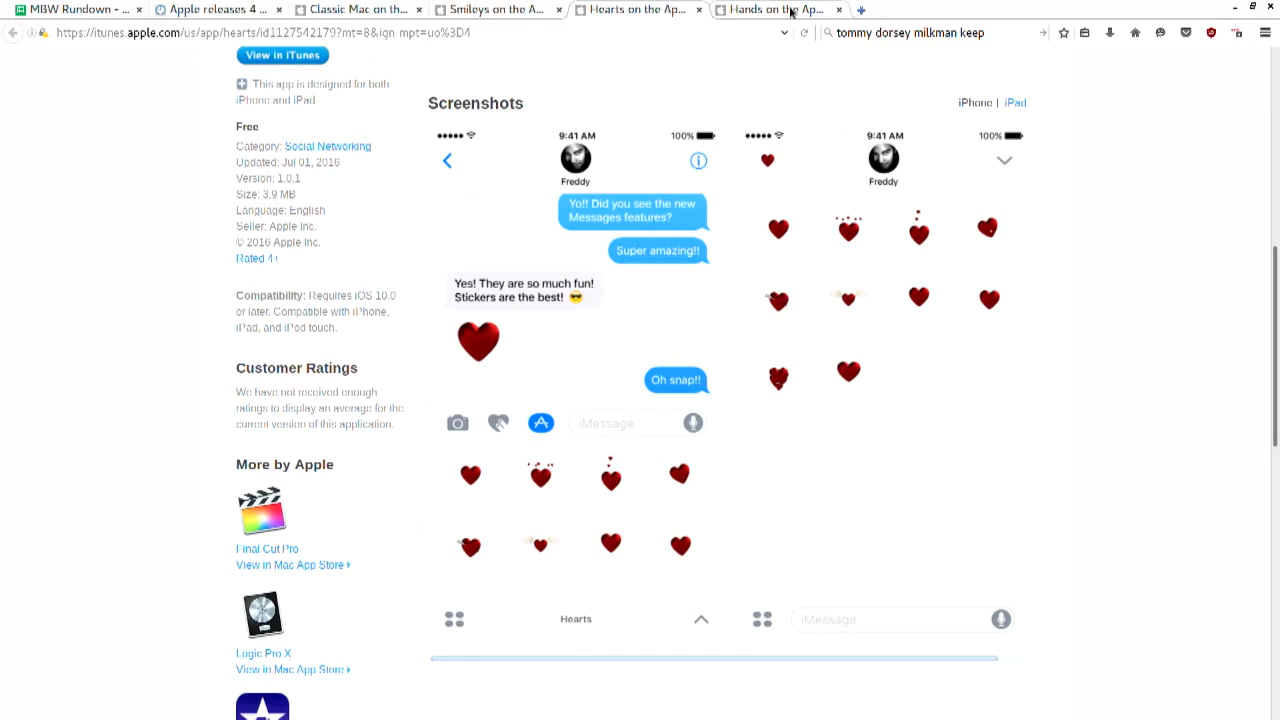 MBW Rundown - ...
Apple releases 4 ...
Classic Mac on th...
Smileys on the A...
Hearts on the Ap...
Hands on the Ap...
https://itunes.apple.com/us/app/hearts/id1127542179?mt=8&ign mpt=uo%3D4
tommy dorsey milkman keep
View in iTunes
This app is designed for both
iPhone and iPad
Free
Category: Social Networking
Updated: Jul 01, 2016
Version: 1.0.1
Size: 3.9 MB
Language: English
Seller: Apple Inc.
© 2016 Apple Inc.
Rated 4+
Compatibility: Requires iOS 10.0
or later. Compatible with iPhone,
iPad, and iPod touch.
Customer Ratings
We have not received enough
ratings to display an average for the
current version of this application.
More by Apple
Final Cut Pro
View in Mac App Store
Logic Pro X
View in Mac App Store
Screenshots
iPhone | iPad
9:41 AM
100%
Freddy
Yo!! Did you see the new
Messages features?
Super amazing!!
Yes! They are so much fun!
Stickers are the best! 😎
Oh snap!!
iMessage
Hearts
9:41 AM
100%
Freddy
iMessage